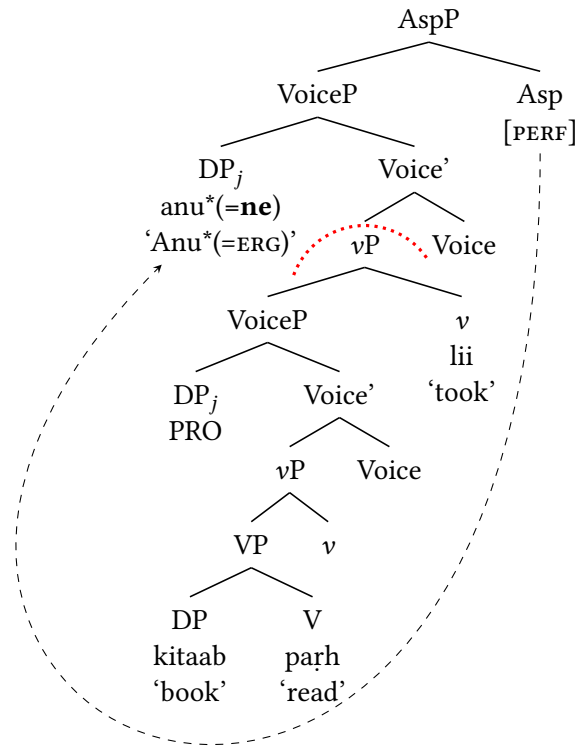 AspP
VoiceP Asp
[PERF]
DPj Voice'
anu*(=ne)
‘Anu*(=ERG)’ vP Voice
VoiceP v
lii
‘took’
DPj Voice'
PRO
vP Voice
VP v
DP V
kitaab paṛh
‘book’ ‘read’